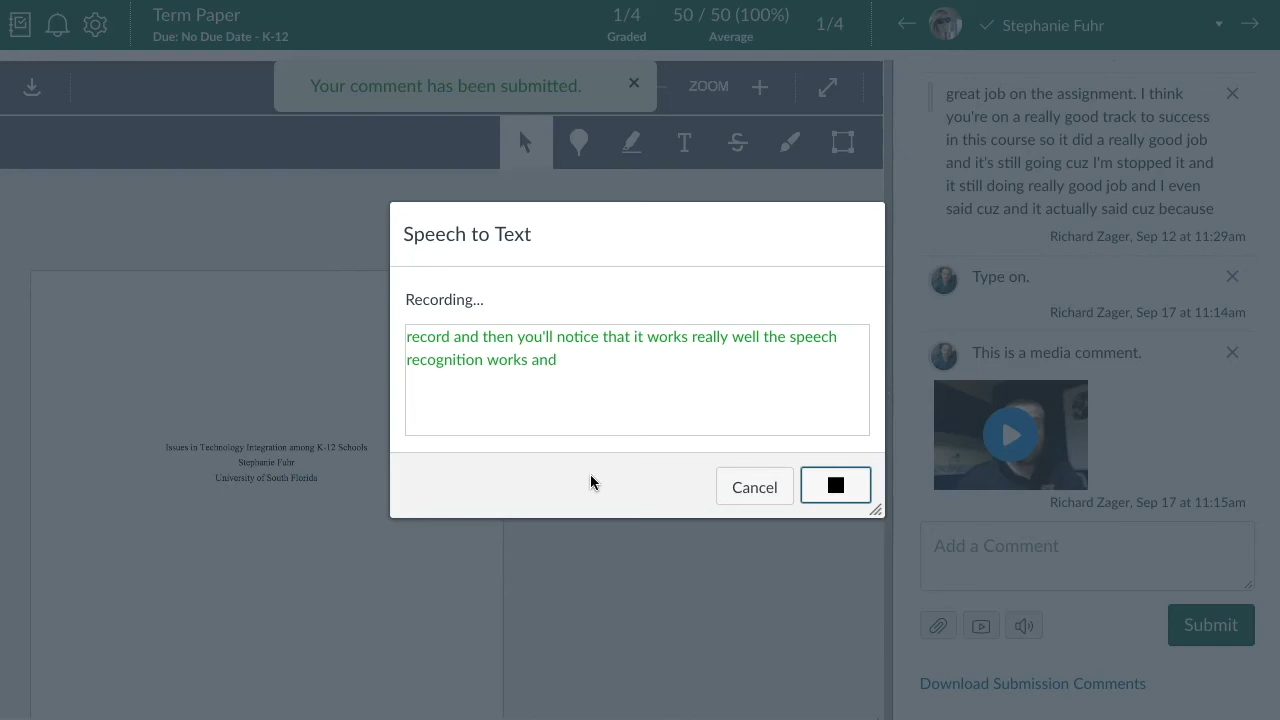 Term Paper
Due: No Due Date - K-12
1/4
Graded
50 / 50 (100%)
Average
1/4
Stephanie Fuhr
Your comment has been submitted.
ZOOM
T
S
great job on the assignment. I think
you're on a really good track to success
in this course so it did a really good job
and it's still going cuz I'm stopped it and
it still doing really good job and I even
said cuz and it actually said cuz because
Richard Zager, Sep 12 at 11:29am
Type on.
Richard Zager, Sep 17 at 11:14am
This is a media comment.
Richard Zager, Sep 17 at 11:15am
Add a Comment
Submit
Download Submission Comments
Speech to Text
Recording...
record and then you'll notice that it works really well the speech
recognition works and
Cancel
Issues in Technology Integration among K-12 Schools
Stephanie Fuhr
University of South Florida